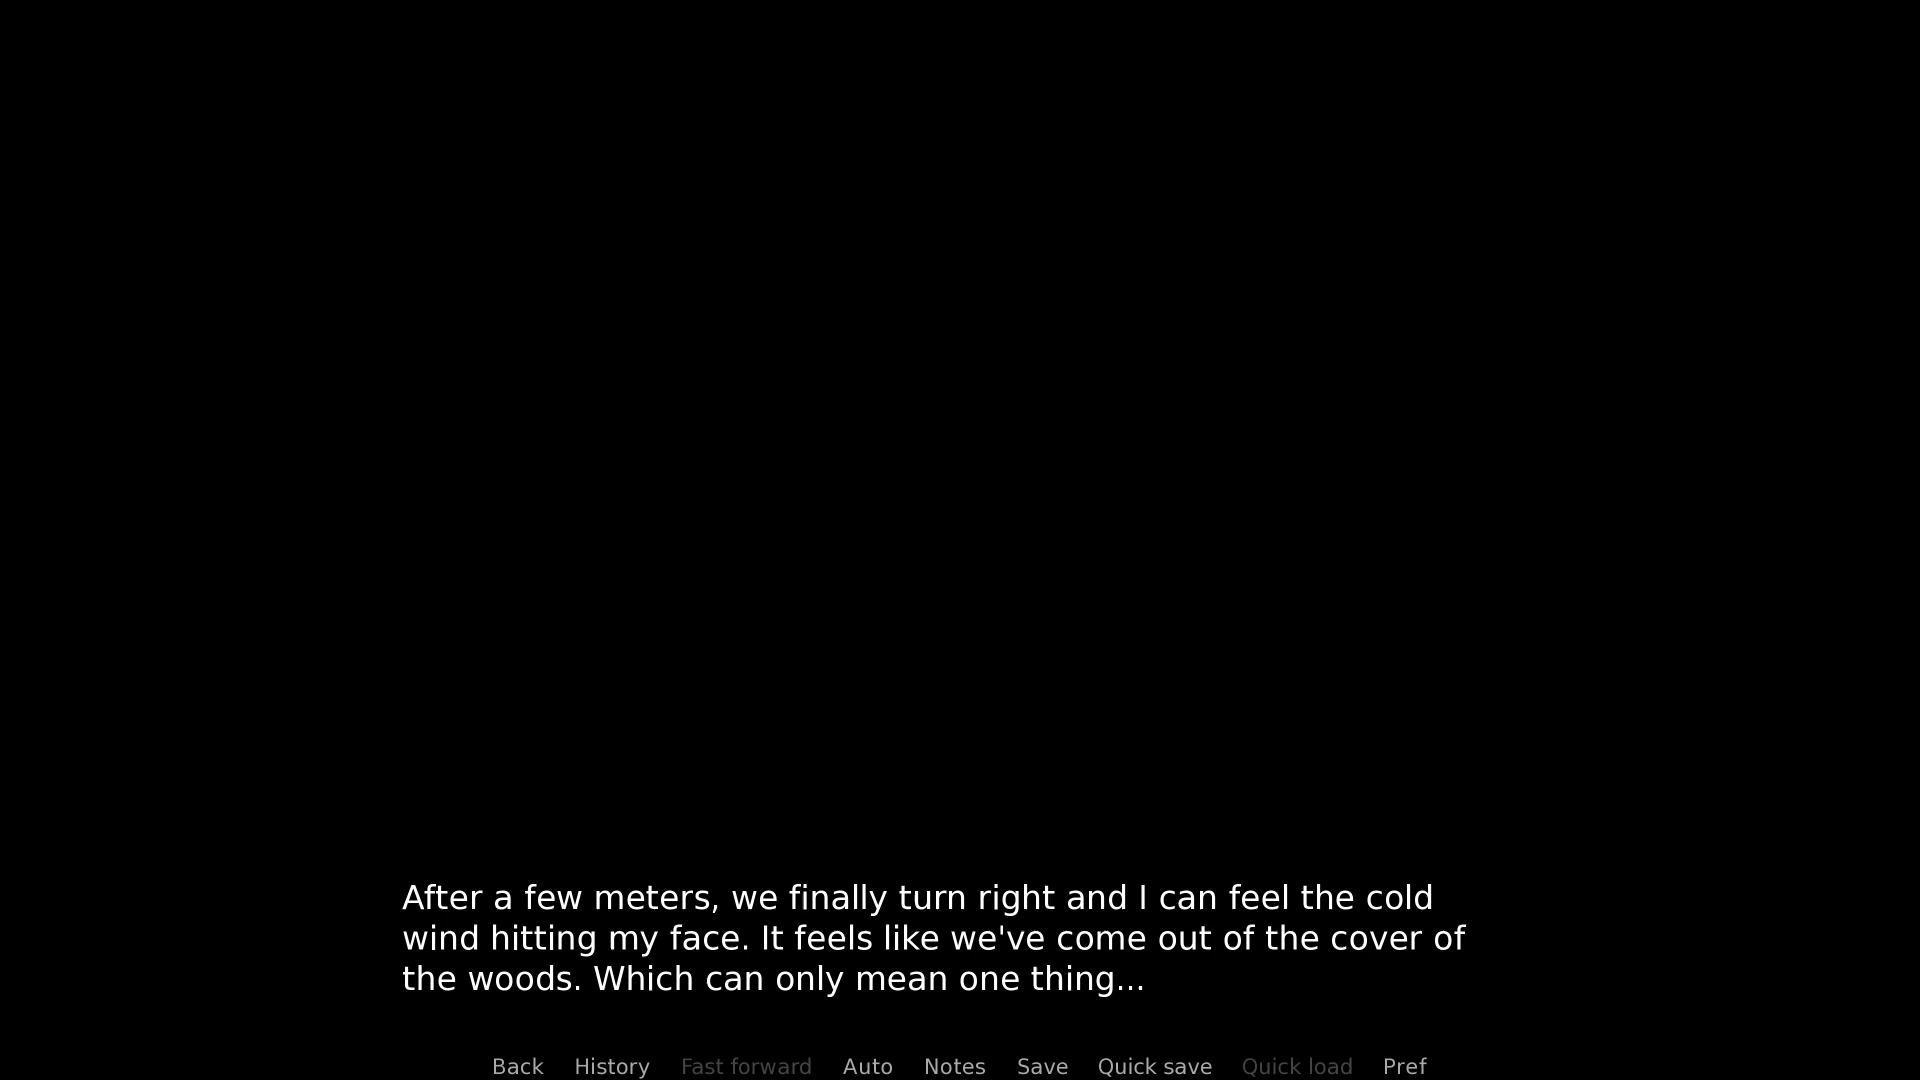 After a few meters, we finally turn right and I can feel the cold
wind hitting my face. It feels like we've come out of the cover of
the woods. Which can only mean one thing...
Back History Fast forward Auto Notes Save Quick save Quick load Pref